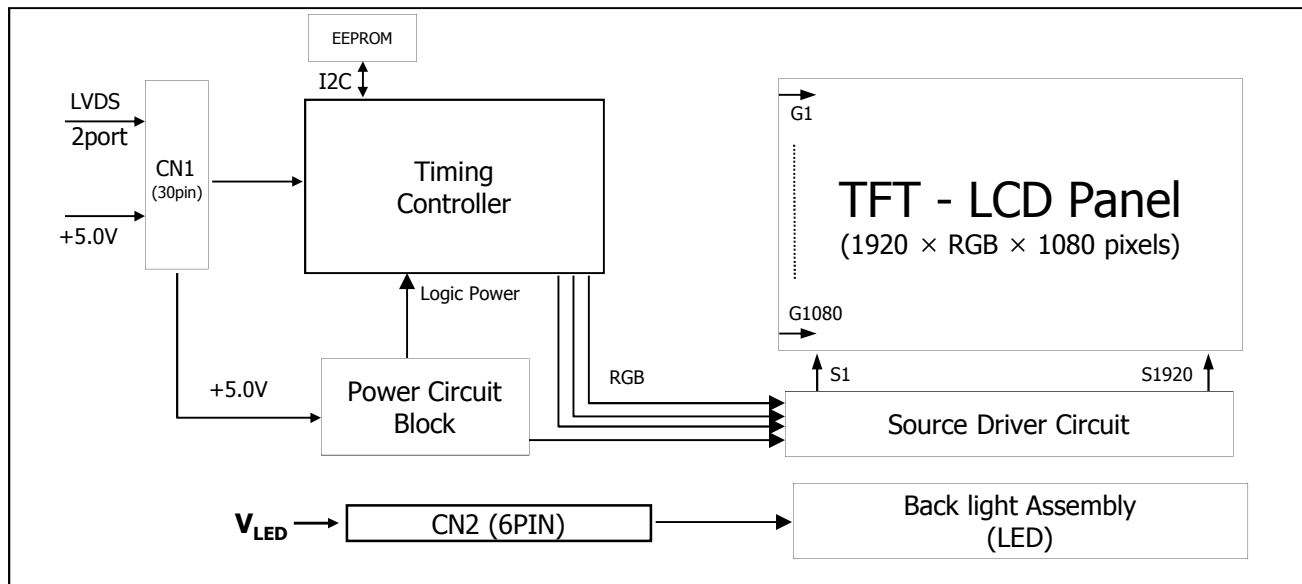 EEPROM
I2C
LVDS
2port
CN1
(30pin)
+5.0V
Timing
Controller
G1
TFT - LCD Panel
(1920 × RGB × 1080 pixels)
G1080
Logic Power
+5.0V
Power Circuit
Block
RGB
S1
S1920
Source Driver Circuit
VLED
CN2 (6PIN)
Back light Assembly
(LED)